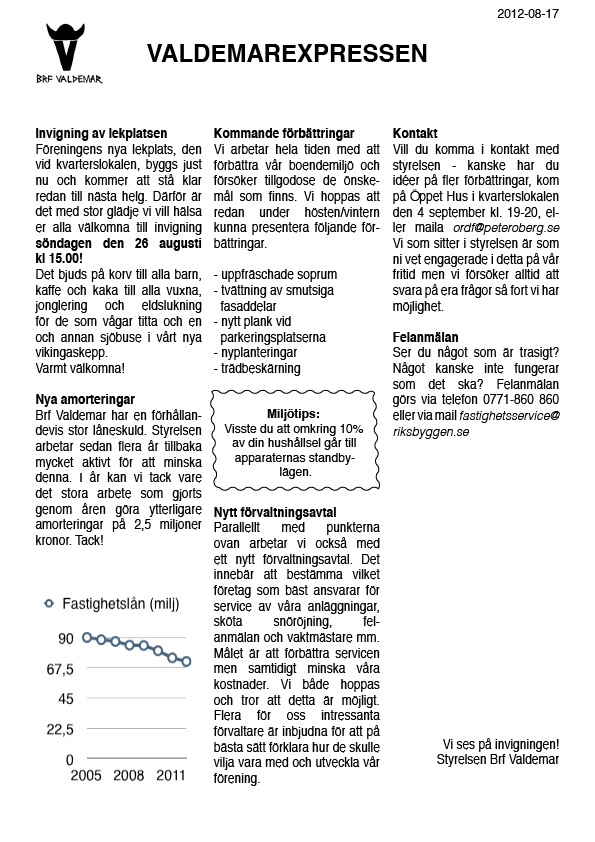 2012-08-17
BRF VALDEMAR
VALDEMAREXPRESSEN
Invigning av lekplatsen
Föreningens nya lekplats, den
vid kvarterslokalen, byggs just
nu och kommer att stå klar
redan till nästa helg. Därför är
det med stor glädje vi vill hälsa
er alla välkomna till invigning
söndagen den 26 augusti
kl 15.00!
Det bjuds på korv till alla barn,
kaffe och kaka till alla vuxna,
jonglering och eldslukning
för de som vågar titta och en
och annan sjöbuse i vårt nya
vikingaskepp.
Varmt välkomna!
Nya amorteringar
Brf Valdemar har en förhållan-
devis stor låneskuld. Styrelsen
arbetar sedan flera år tillbaka
mycket aktivt för att minska
denna. I år kan vi tack vare
det stora arbete som gjorts
genom åren göra ytterligare
amorteringar på 2,5 miljoner
kronor. Tack!
Fastighetslån (milj)
90
67,5
45
22,5
0
2005 2008 2011
Kommande förbättringar
Vi arbetar hela tiden med att
förbättra vår boendemiljö och
försöker tillgodose de önske-
mål som finns. Vi hoppas att
redan under hösten/vintern
kunna presentera följande för-
bättringar.
- uppfräschade soprum
- tvättning av smutsiga
fasaddelar
- nytt plank vid
parkeringsplatserna
- nyplanteringar
- trädbeskärning
Miljötips:
Visste du att omkring 10%
av din hushållsel går till
apparaternas standby-
lägen.
Nytt förvaltningsavtal
Parallellt med punkterna
ovan arbetar vi också med
ett nytt förvaltningsavtal. Det
innebär att bestämma vilket
företag som bäst ansvarar för
service av våra anläggningar,
sköta snöröjning, fel-
anmälan och vaktmästare mm.
Målet är att förbättra servicen
men samtidigt minska våra
kostnader. Vi både hoppas
och tror att detta är möjligt.
Flera för oss intressanta
förvaltare är inbjudna för att på
bästa sätt förklara hur de skulle
vilja vara med och utveckla vår
förening.
Kontakt
Vill du komma i kontakt med
styrelsen - kanske har du
idéer på fler förbättringar, kom
på Öppet Hus i kvarterslokalen
den 4 september kl. 19-20, el-
ler maila ordf@peteroberg.se
Vi som sitter i styrelsen är som
ni vet engagerade i detta på vår
fritid men vi försöker alltid att
svara på era frågor så fort vi har
möjlighet.
Felanmälan
Ser du något som är trasigt?
Något kanske inte fungerar
som det ska? Felanmälan
görs via telefon 0771-860 860
eller via mail fastighetsservice@
riksbyggen.se
Vi ses på invigningen!
Styrelsen Brf Valdemar